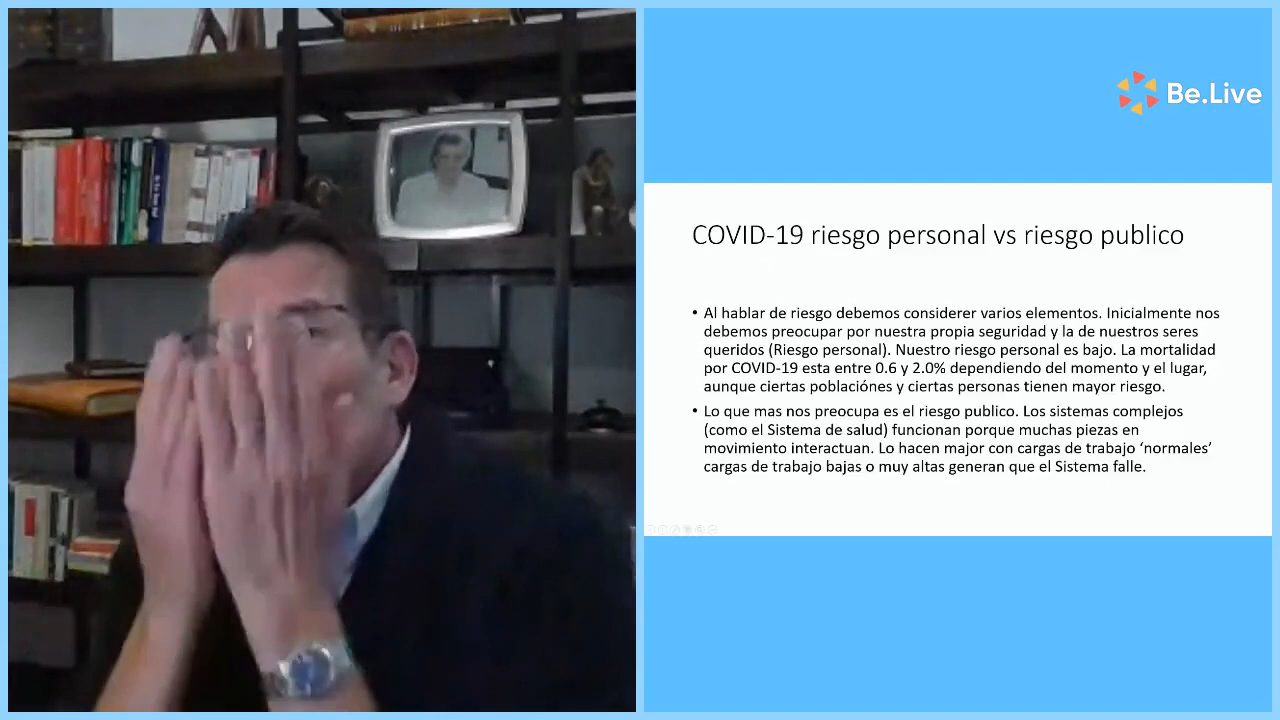 Be.Live
COVID-19 riesgo personal vs riesgo publico
• Al hablar de riesgo debemos considerer varios elementos. Inicialmente nos
debemos preocupar por nuestra propia seguridad y la de nuestros seres
queridos (Riesgo personal). Nuestro riesgo personal es bajo. La mortalidad
por COVID-19 esta entre 0.6 y 2.0% dependiendo del momento y el lugar,
aunque ciertas poblaciónes y ciertas personas tienen mayor riesgo.
• Lo que mas nos preocupa es el riesgo publico. Los sistemas complejos
(como el Sistema de salud) funcionan porque muchas piezas en
movimiento interactuan. Lo hacen major con cargas de trabajo ‘normales’
cargas de trabajo bajas o muy altas generan que el Sistema falle.